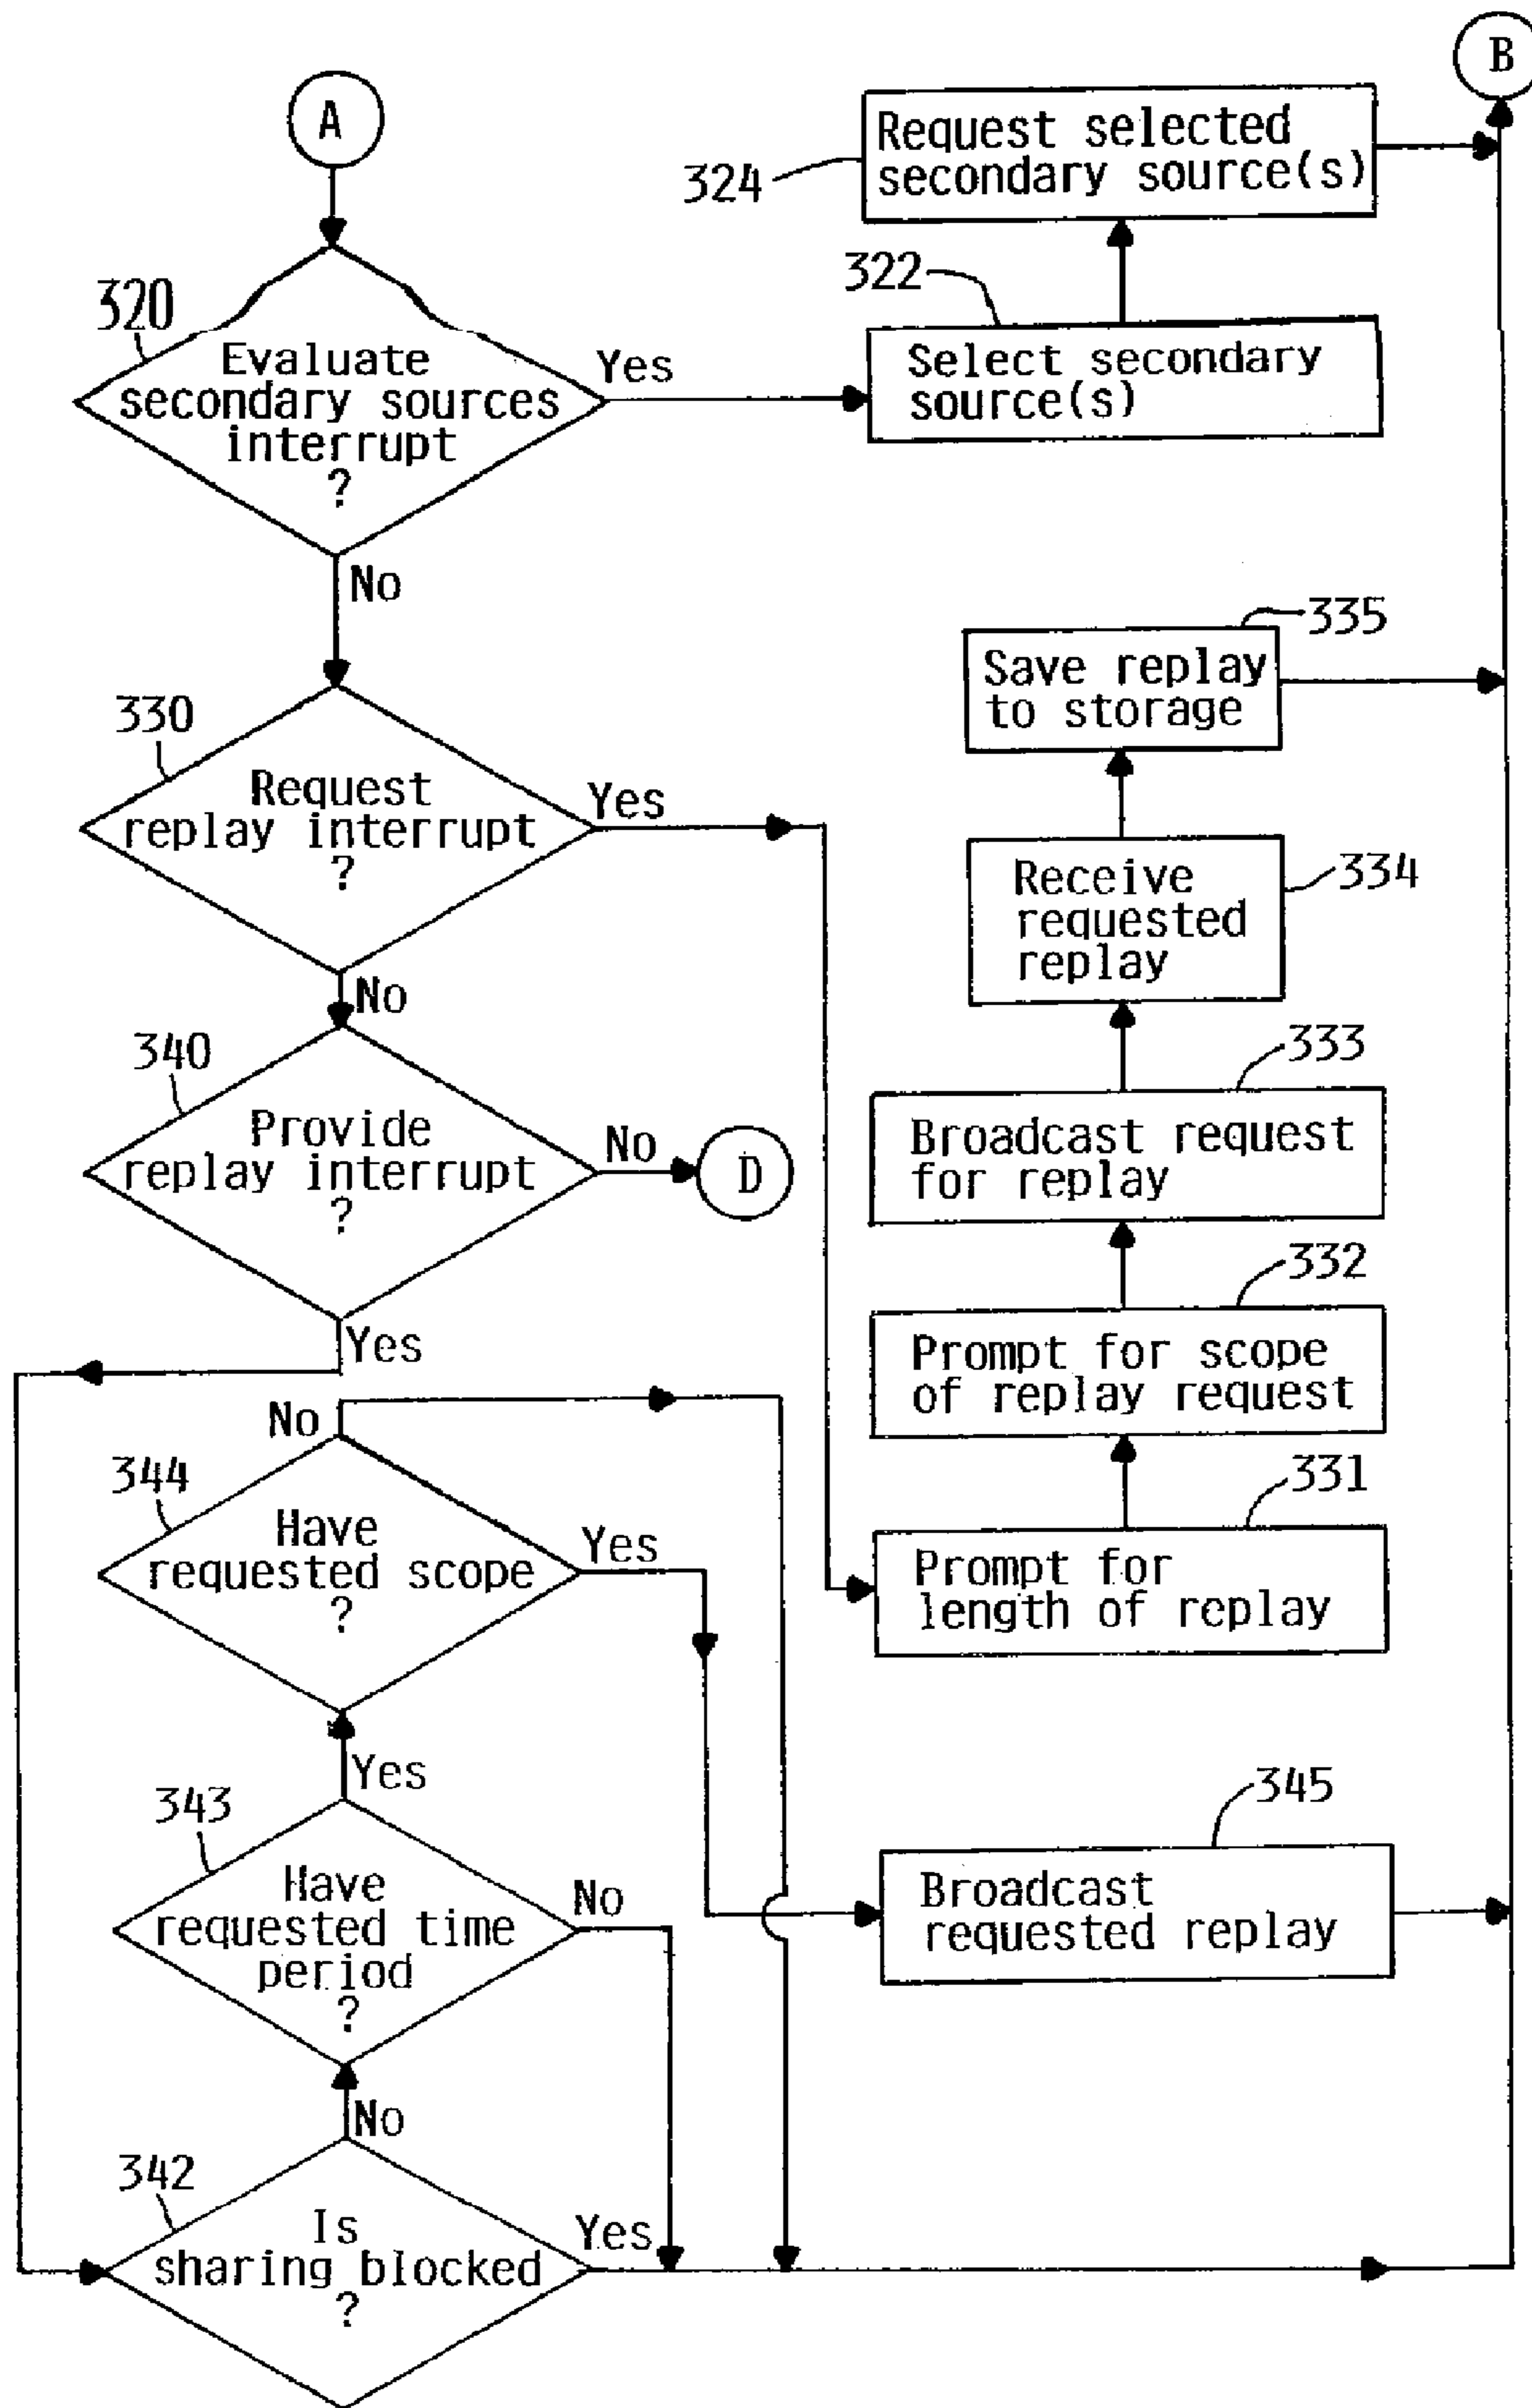 A
B
Request selected
secondary source(s)
324
322
320
Evaluate
secondary sources
interrupt
?
Yes
Select secondary
source(s)
No
335
Save replay
to storage
330
Request
replay interrupt
?
Yes
Receive
requested
replay
334
No
340
Provide
replay interrupt
?
No
D
333
Broadcast request
for replay
332
Prompt for scope
of replay request
Yes
No
344
Have
requested scope
?
Yes
331
Prompt for
length of replay
Yes
343
Have
requested time
period
?
No
345
Broadcast
requested replay
No
342
Is
sharing blocked
?
Yes